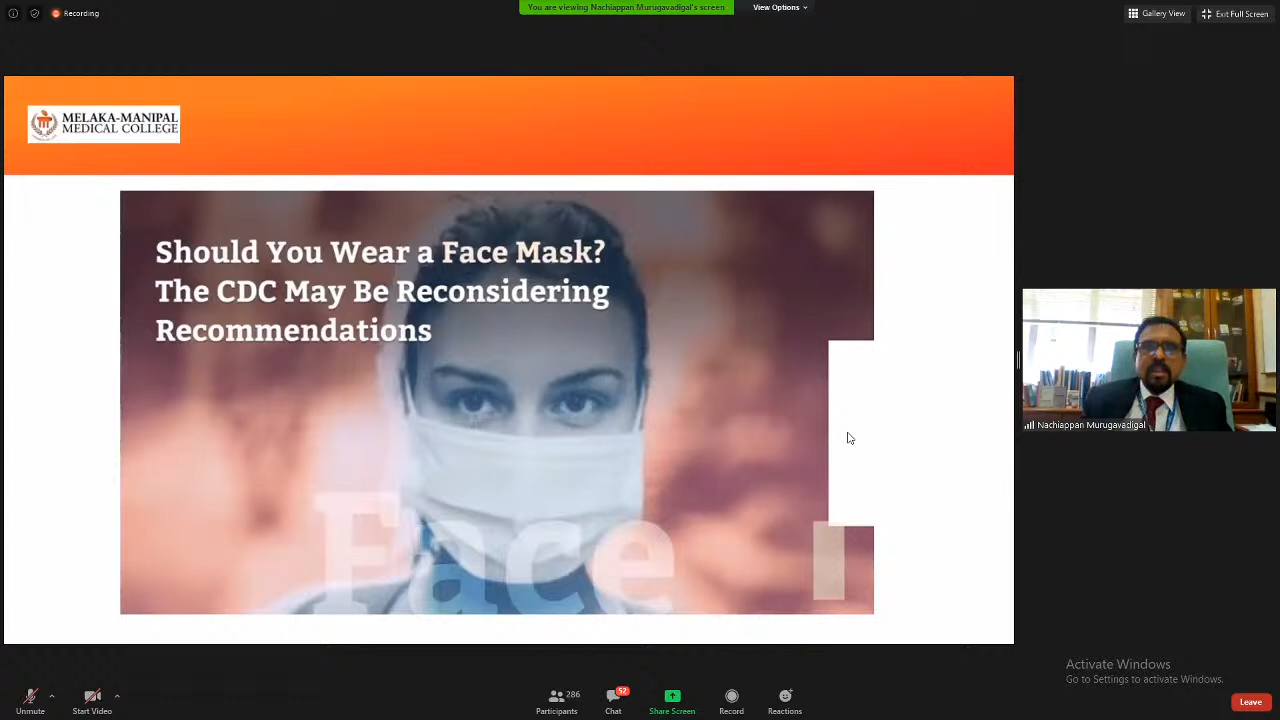 Recording
You are viewing Nachiappan Murugavadigal's screen
View Options
Gallery View
Exit Full Screen
MELAKA-MANIPAL
MEDICAL COLLEGE
Should You Wear a Face Mask?
The CDC May Be Reconsidering
Recommendations
Face
Nachiappan Murugavadigal
Activate Windows
Go to Settings to activate Windows.
Unmute
Start Video
286
Participants
52
Chat
Share Screen
Record
Reactions
Leave